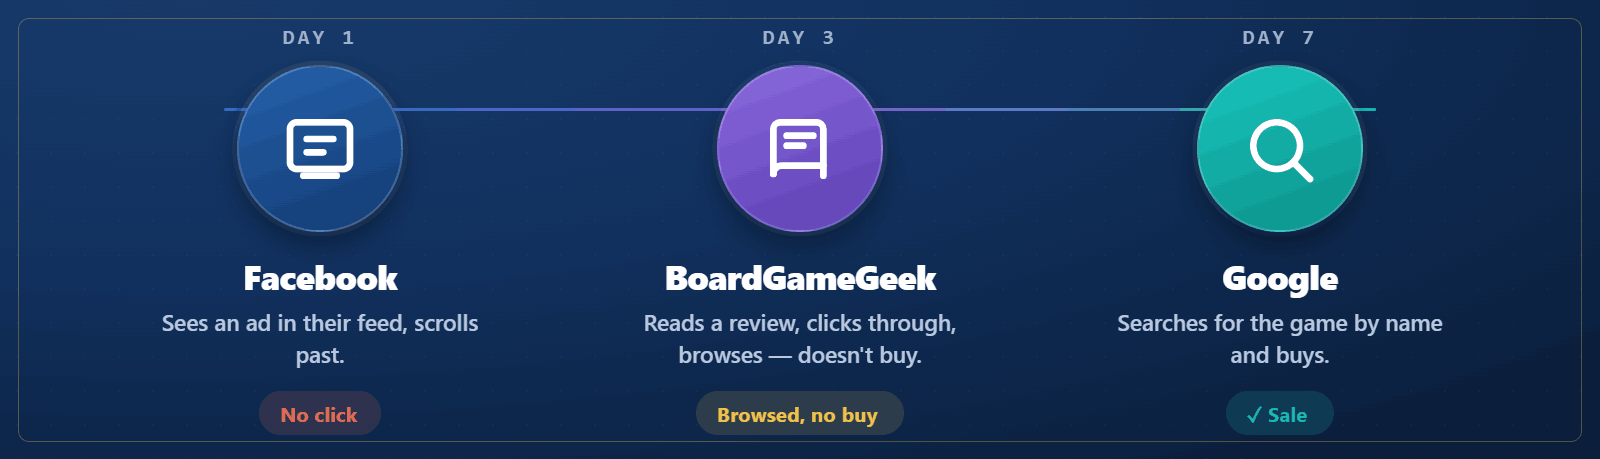 DAY 1
DAY 3
DAY 7
Facebook
Sees an ad in their feed, scrolls
past.
No click
BoardGameGeek
Reads a review, clicks through,
browses — doesn't buy.
Browsed, no buy
Google
Searches for the game by name
and buys.
✓ Sale